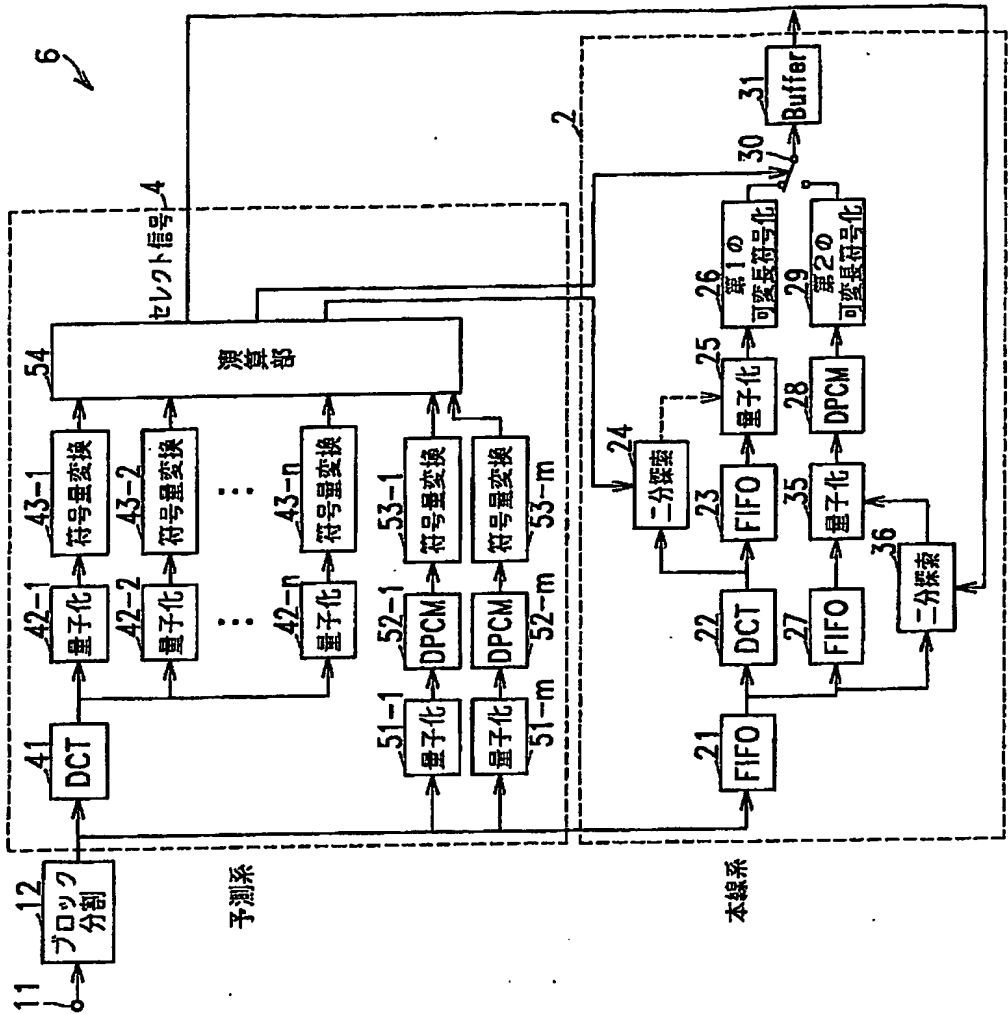 6
11
12
ブロック
分割
予測系
41
DCT
42-1
量子化
43-1
符号量変換
42-2
量子化
43-2
符号量変換
42-n
量子化
43-n
符号量変換
54
演算部
セレクト信号
4
51-1
量子化
52-1
DPCM
53-1
符号量変換
51-m
量子化
52-m
DPCM
53-m
符号量変換
本線系
2
21
FIFO
22
DCT
23
FIFO
24
二分探索
25
量子化
26
第1の
可変長符号化
27
FIFO
35
量子化
36
二分探索
28
DPCM
29
第2の
可変長符号化
30
31
Buffer